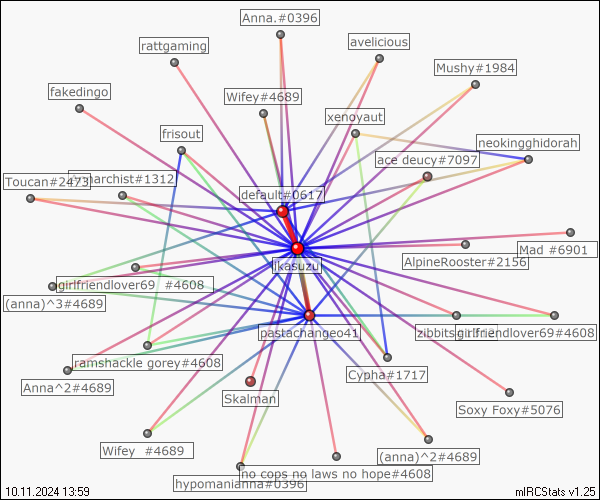 Anna.#0396
rattgaming
avelicious
Mushy#1984
fakedingo
Wifey#4689
xenoyaut
frisout
neokingghidorah
ace deucy#7097
Toucan#2473
narchist#1312
default#0617
ikasuzu
Mad #6901
AlpineRooster#2156
girlfriendlover69 #4608
(anna)^3#4689
pastachangeo41
zibbits
girlfriendlover69#4608
ramshackle gorey#4608
Cypha#1717
Anna^2#4689
Skalman
Soxy Foxy#5076
Wifey #4689
(anna)^2#4689
no cops no laws no hope#4608
hypomanianna#0396
10.11.2024 13:59
mIRCStats v1.25